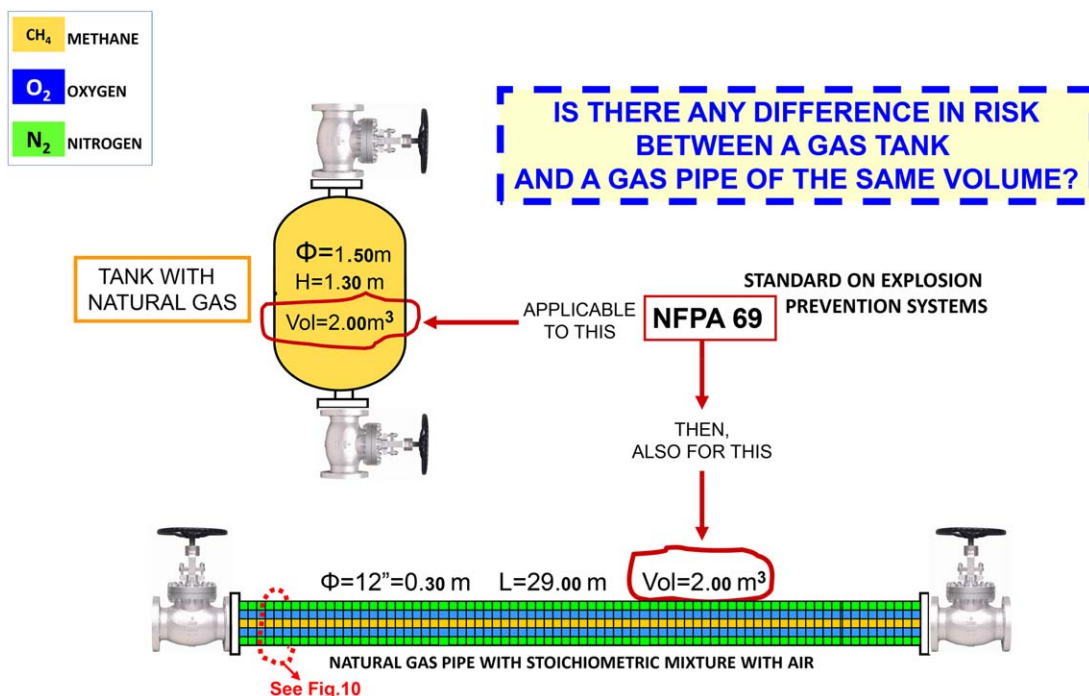 CH₄ METHANE
O₂ OXYGEN
N₂ NITROGEN
IS THERE ANY DIFFERENCE IN RISK
BETWEEN A GAS TANK
AND A GAS PIPE OF THE SAME VOLUME?
TANK WITH
NATURAL GAS
Φ=1.50m
H=1.30 m
Vol=2.00m³
APPLICABLE
TO THIS
NFPA 69
STANDARD ON EXPLOSION
PREVENTION SYSTEMS
THEN,
ALSO FOR THIS
Φ=12”=0.30 m L=29.00 m Vol=2.00 m³
NATURAL GAS PIPE WITH STOICHIOMETRIC MIXTURE WITH AIR
See Fig.10